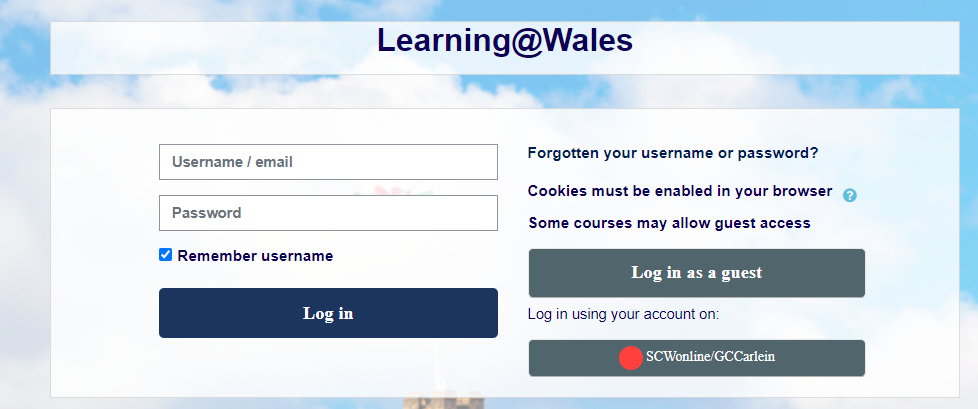 Learning@Wales
Username / email
Password
Remember username
Log in
Forgotten your username or password?
Cookies must be enabled in your browser ?
Some courses may allow guest access
Log in as a guest
Log in using your account on:
SCWonline/GCCarlein